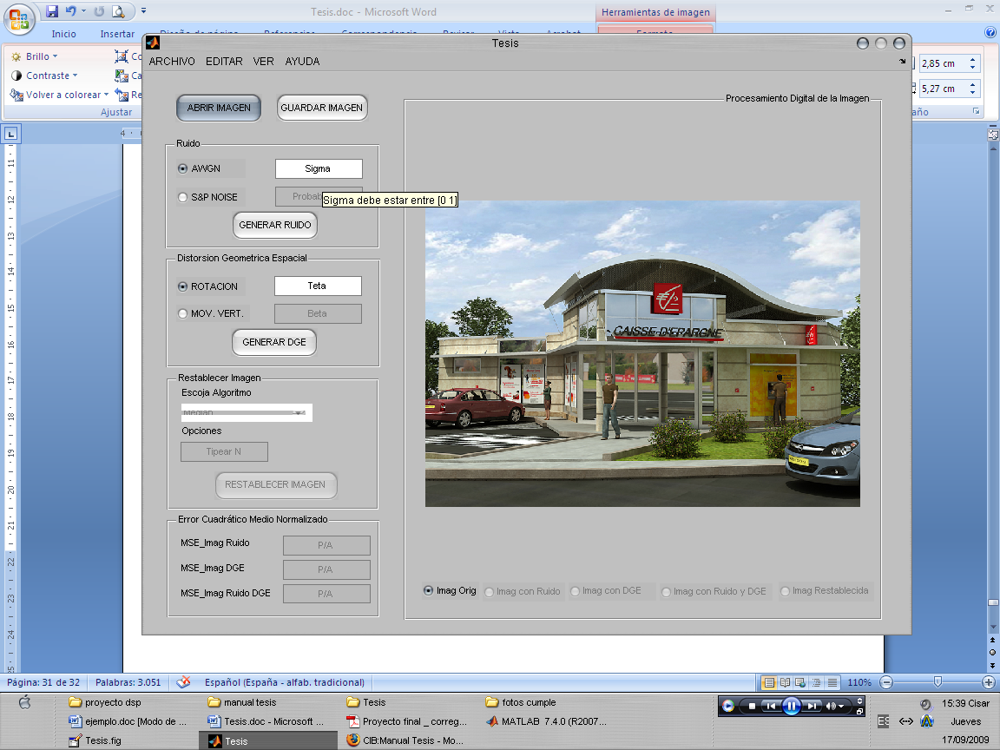 Tesis.doc - Microsoft Word
Herramientas de imagen
Inicio
Insertar
Brillo
Contraste
Volver a colorear
Ajustar
2,85 cm
5,27 cm
Tesis
ARCHIVO EDITAR VER AYUDA
ABRIR IMAGEN
GUARDAR IMAGEN
Procesamiento Digital de la Imagen
Ruido
AWGN
Sigma
S&P NOISE
Sigma debe estar entre [0 1]
GENERAR RUIDO
Distorsion Geometrica Espacial
ROTACION
Teta
MOV. VERT.
Beta
GENERAR DGE
CAISSE D'EPARGNE
Restablecer Imagen
Escoja Algoritmo
Median
Opciones
Tipear N
RESTABLECER IMAGEN
Error Cuadrático Medio Normalizado
MSE_Imag Ruido
P/A
MSE_Imag DGE
P/A
MSE_Imag Ruido DGE
P/A
Imag Orig
Imag con Ruido
Imag con DGE
Imag con Ruido y DGE
Imag Restablecida
Página: 31 de 32
Palabras: 3.051
Español (España - alfab. tradicional)
110%
proyecto dsp
manual tesis
Tesis
fotos cumple
ejemplo.doc [Modo de ...
Tesis.doc - Microsoft ...
Proyecto final _ correg...
MATLAB 7.4.0 (R2007...
Tesis.fig
Tesis
CIB:Manual Tesis - Mo...
ES
15:39 Cisar
Jueves
17/09/2009